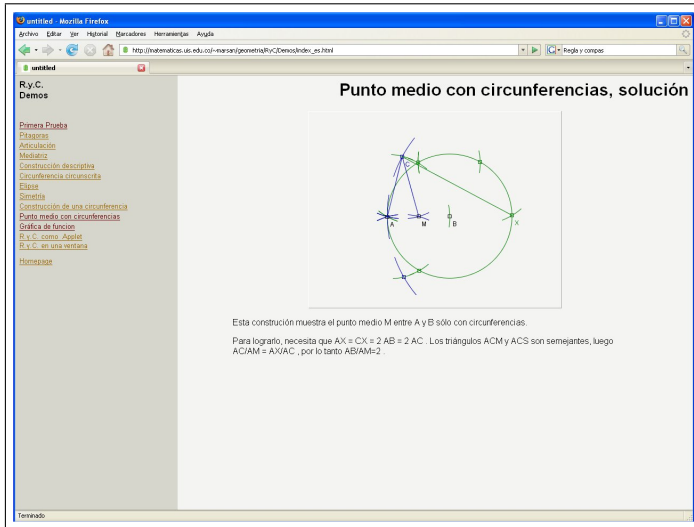 untitled - Mozilla Firefox
Archivo Editar Ver Historial Marcadores Herramientas Ayuda
http://matematicas.uis.edu.co/~marsan/geometria/RyC/Demos/index_es.html
Regla y compas
untitled
R.y.C.
Demos
Primera Prueba
Pitagoras
Articulación
Mediatriz
Construcción descriptiva
Circunferencia circunscrita
Elipse
Simetría
Construcción de una circunferencia
Punto medio con circunferencias
Gráfica de funcion
R.y.C. como Applet
R.y.C. en una ventana
Homepage
Punto medio con circunferencias, solución
C
A
M
B
X
Esta construción muestra el punto medio M entre A y B sólo con circunferencias.
Para lograrlo, necesita que AX = CX = 2 AB = 2 AC . Los triángulos ACM y ACS son semejantes, luego
AC/AM = AX/AC , por lo tanto AB/AM=2 .
Terminado